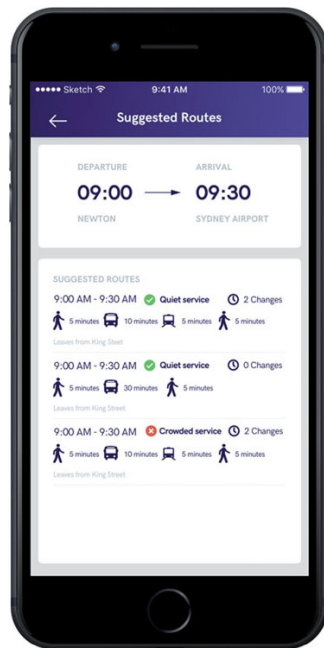 Sketch 9:41 AM 100%
Suggested Routes
DEPARTURE ARRIVAL
09:00 09:30
NEWTON SYDNEY AIRPORT
SUGGESTED ROUTES
9:00 AM - 9:30 AM Quiet service 2 Changes
5 minutes 10 minutes 5 minutes 5 minutes
Leaves from King Steet
9:00 AM - 9:30 AM Quiet service 0 Changes
5 minutes 30 minutes 5 minutes
Leaves from King Street
9:00 AM - 9:30 AM Crowded service 2 Changes
5 minutes 10 minutes 5 minutes 5 minutes
Leaves from King Street